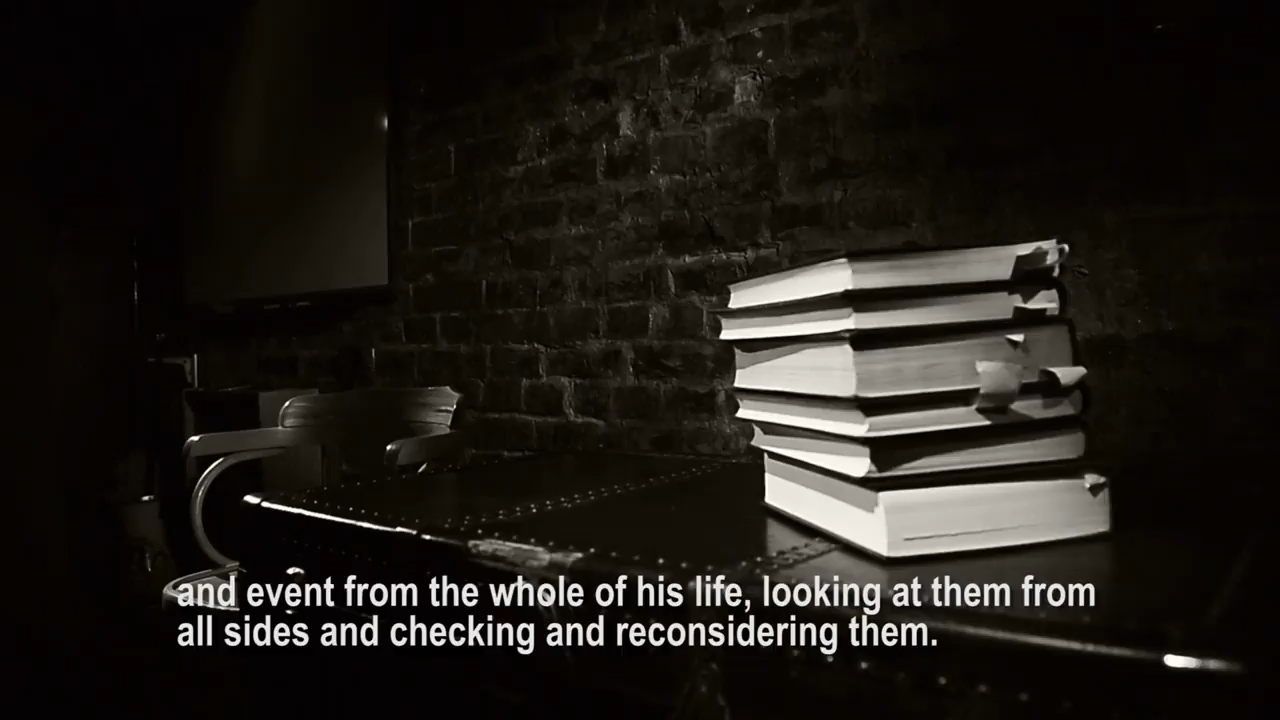 and event from the whole of his life, looking at them from
all sides and checking and reconsidering them.